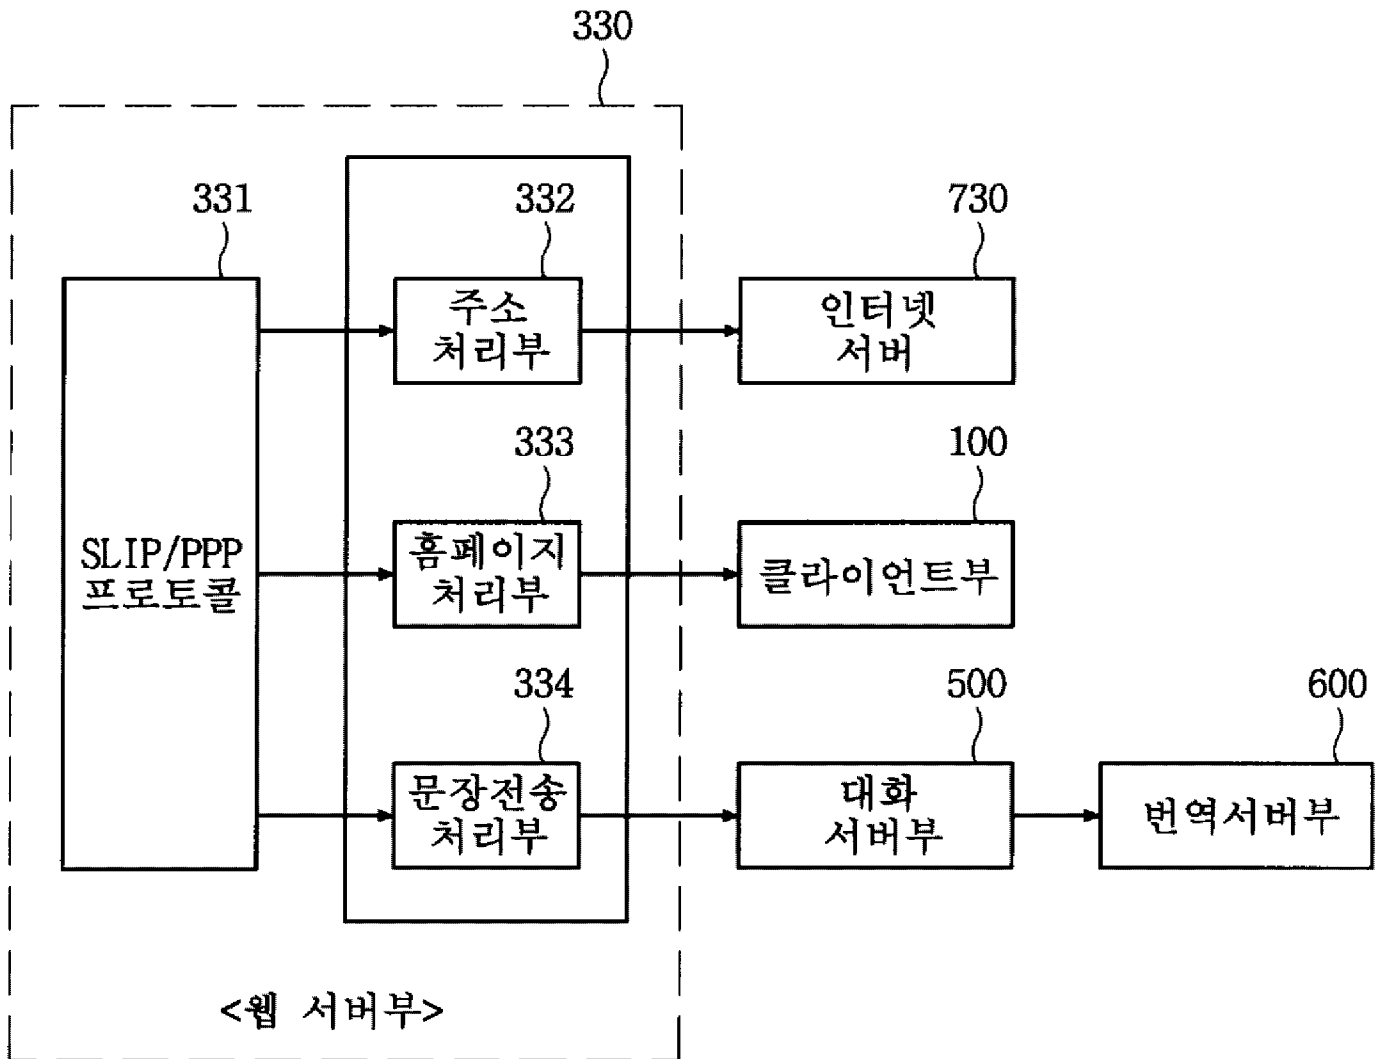 330
331
332
730
주소
처리부
인터넷
서버
333
100
SLIP/PPP
프로토콜
홈페이지
처리부
클라이언트부
334
500
600
문장전송
처리부
대화
서버부
번역서버부
<웹 서버부>